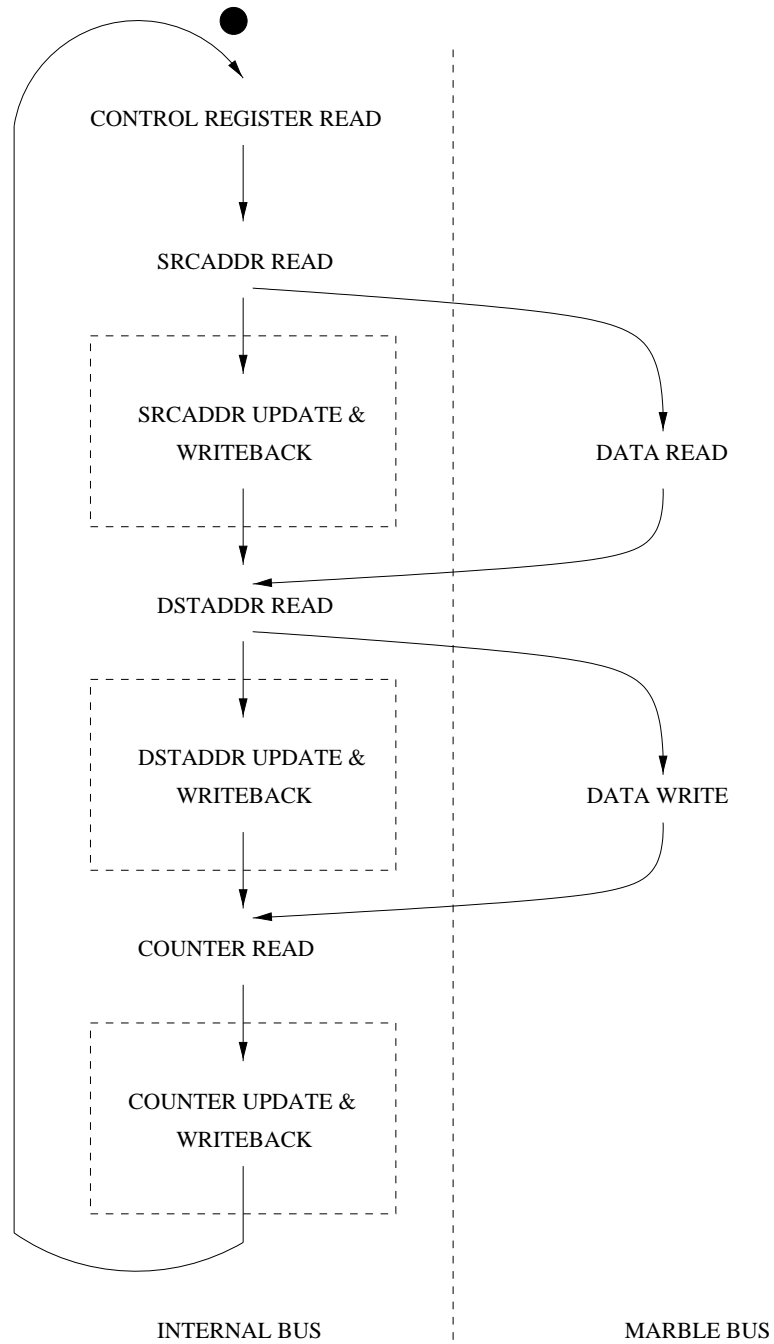 CONTROL REGISTER READ
SRCADDR READ
SRCADDR UPDATE &
WRITEBACK
DATA READ
DSTADDR READ
DSTADDR UPDATE &
WRITEBACK
DATA WRITE
COUNTER READ
COUNTER UPDATE &
WRITEBACK
INTERNAL BUS
MARBLE BUS